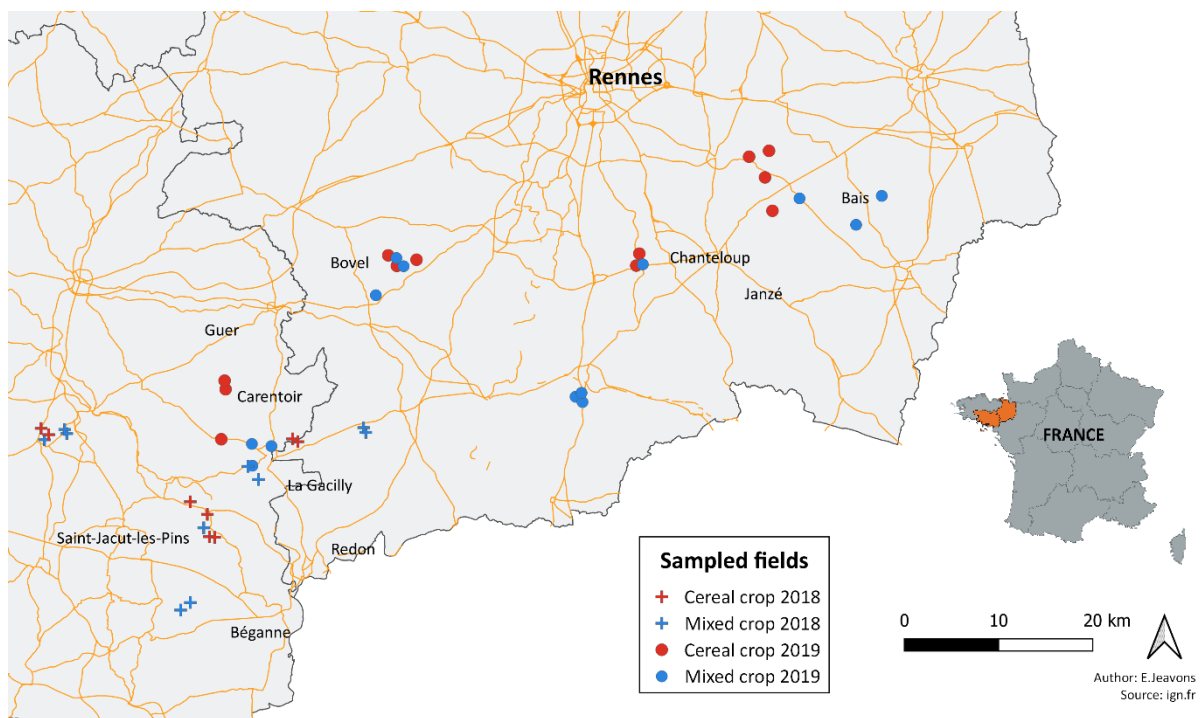 Rennes
Bais
Bovel
Chanteloup
Janzé
Guer
Carentoir
FRANCE
La Gacilly
Saint-Jacut-les-Pins
Redon
Béganne
Sampled fields
Cereal crop 2018
Mixed crop 2018
Cereal crop 2019
Mixed crop 2019
0 10 20 km
Author: E.Jeavons
Source: ign.fr